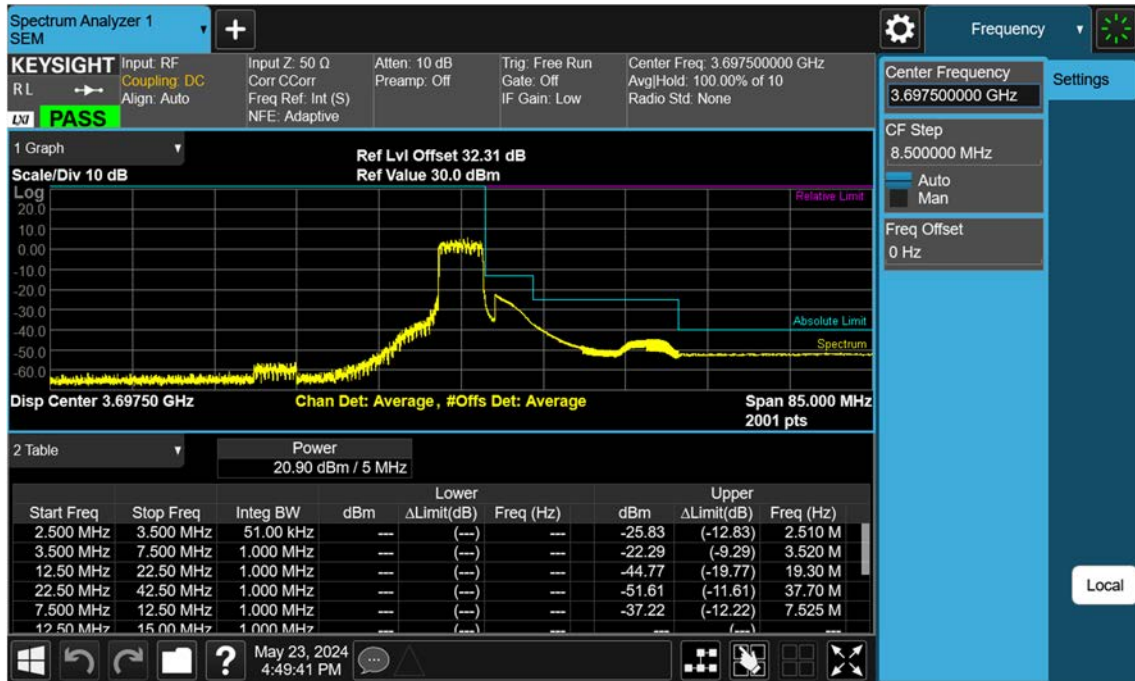 Spectrum Analyzer 1
SEM
Frequency
KEYSIGHT
R L
LXI
PASS
Input: RF
Coupling: DC
Align: Auto
Input Z: 50 Ω
Corr CCorr
Freq Ref: Int (S)
NFE: Adaptive
Atten: 10 dB
Preamp: Off
Trig: Free Run
Gate: Off
IF Gain: Low
Center Freq: 3.697500000 GHz
Avg|Hold: 100.00% of 10
Radio Std: None
Center Frequency
3.697500000 GHz
Settings
CF Step
8.500000 MHz
Auto
Man
Freq Offset
0 Hz
Local
1 Graph
Ref Lvl Offset 32.31 dB
Scale/Div 10 dB
Ref Value 30.0 dBm
Log
Relative Limit
20.0
10.0
0.00
-10.0
-20.0
-30.0
Absolute Limit
-40.0
Spectrum
-50.0
-60.0
Disp Center 3.69750 GHz
Chan Det: Average, #Offs Det: Average
Span 85.000 MHz
2001 pts
2 Table
Power
20.90 dBm / 5 MHz
Lower Upper
Start Freq Stop Freq Integ BW dBm ΔLimit(dB) Freq (Hz) dBm ΔLimit(dB) Freq (Hz)
2.500 MHz 3.500 MHz 51.00 kHz --- (---) --- -25.83 (-12.83) 2.510 M
3.500 MHz 7.500 MHz 1.000 MHz --- (---) --- -22.29 (-9.29) 3.520 M
12.50 MHz 22.50 MHz 1.000 MHz --- (---) --- -44.77 (-19.77) 19.30 M
22.50 MHz 42.50 MHz 1.000 MHz --- (---) --- -51.61 (-11.61) 37.70 M
7.500 MHz 12.50 MHz 1.000 MHz --- (---) --- -37.22 (-12.22) 7.525 M
12.50 MHz 15.00 MHz 1.000 MHz --- (---) --- --- (---) ---
?
May 23, 2024
4:49:41 PM